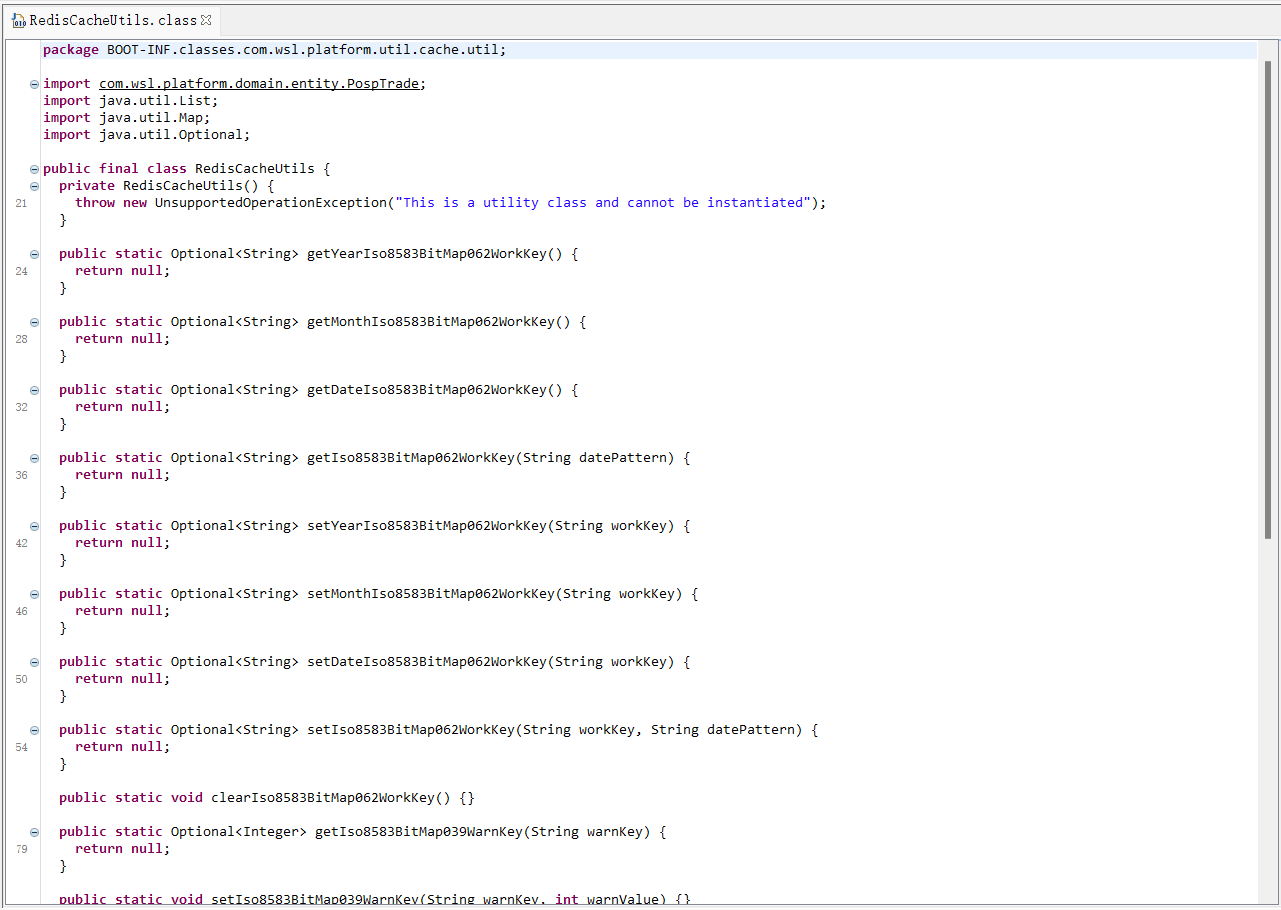 RedisCacheUtils.class
package BOOT-INF.classes.com.wsl.platform.util.cache.util;
import com.wsl.platform.domain.entity.PospTrade;
import java.util.List;
import java.util.Map;
import java.util.Optional;
public final class RedisCacheUtils {
private RedisCacheUtils() {
21 throw new UnsupportedOperationException("This is a utility class and cannot be instantiated");
}
public static Optional<String> getYearIso8583BitMap062WorkKey() {
24 return null;
}
public static Optional<String> getMonthIso8583BitMap062WorkKey() {
28 return null;
}
public static Optional<String> getDateIso8583BitMap062WorkKey() {
32 return null;
}
public static Optional<String> getIso8583BitMap062WorkKey(String datePattern) {
36 return null;
}
public static Optional<String> setYearIso8583BitMap062WorkKey(String workKey) {
42 return null;
}
public static Optional<String> setMonthIso8583BitMap062WorkKey(String workKey) {
46 return null;
}
public static Optional<String> setDateIso8583BitMap062WorkKey(String workKey) {
50 return null;
}
public static Optional<String> setIso8583BitMap062WorkKey(String workKey, String datePattern) {
54 return null;
}
public static void clearIso8583BitMap062WorkKey() {}
public static Optional<Integer> getIso8583BitMap039WarnKey(String warnKey) {
79 return null;
}
public static void setIso8583BitMap039WarnKey(String warnKey, int warnValue) {}